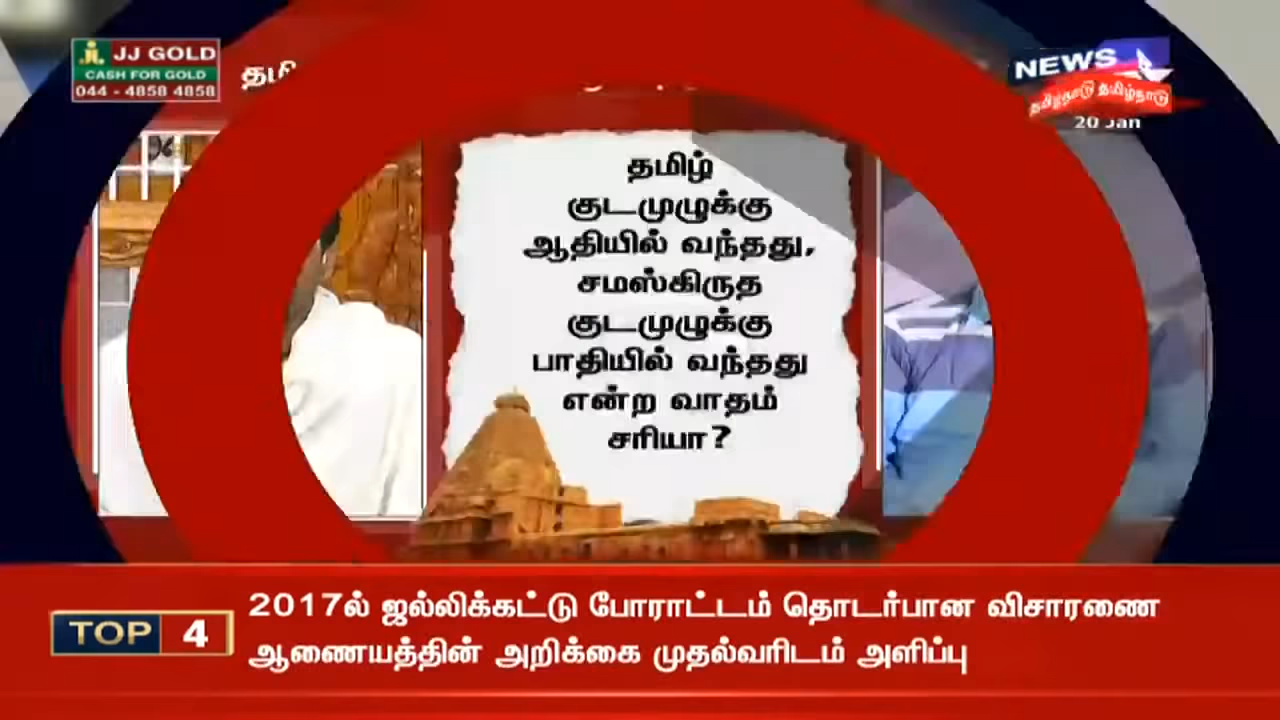 JJ GOLD
CASH FOR GOLD
044 - 4858 4858
NEWS
தமிழ்நாடு தமிழ்நாடு
20 Jan
தமிழ்
குடமுழுக்கு
ஆதியில் வந்தது,
சமஸ்கிருத
குடமுழுக்கு
பாதியில் வந்தது
என்ற வாதம்
சரியா?
TOP 4
2017ல் ஜல்லிக்கட்டு போராட்டம் தொடர்பான விசாரணை
ஆணையத்தின் அறிக்கை முதல்வரிடம் அளிப்பு